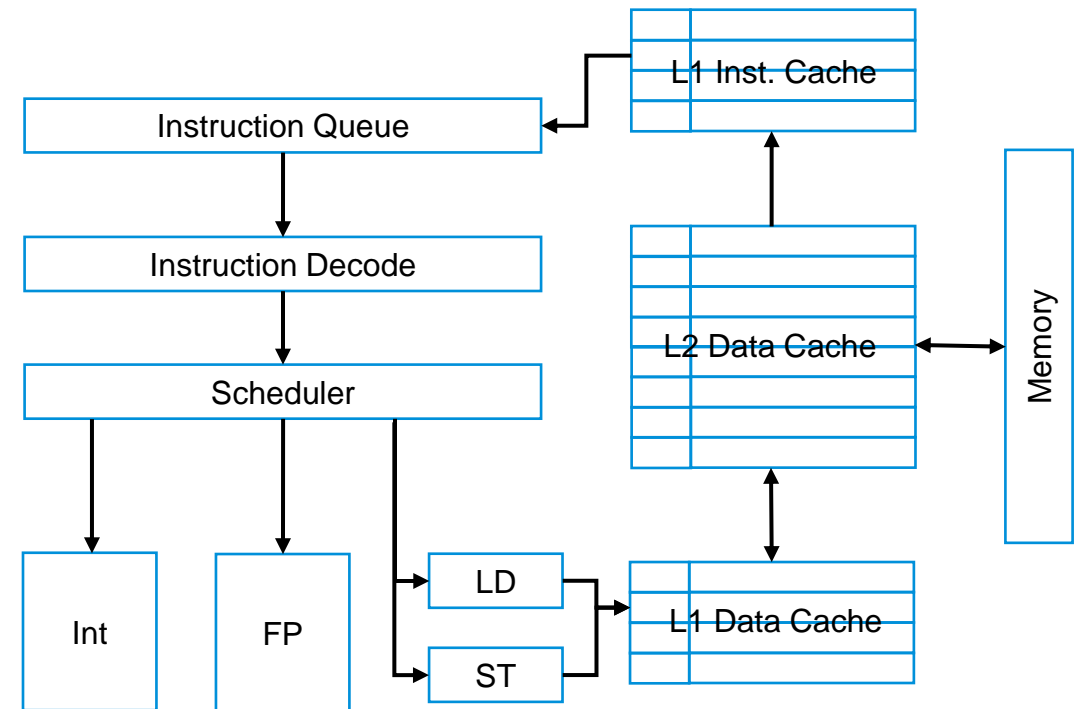 L1 Inst. Cache
Instruction Queue
Instruction Decode
L2 Data Cache
Memory
Scheduler
LD
Int
FP
L1 Data Cache
ST